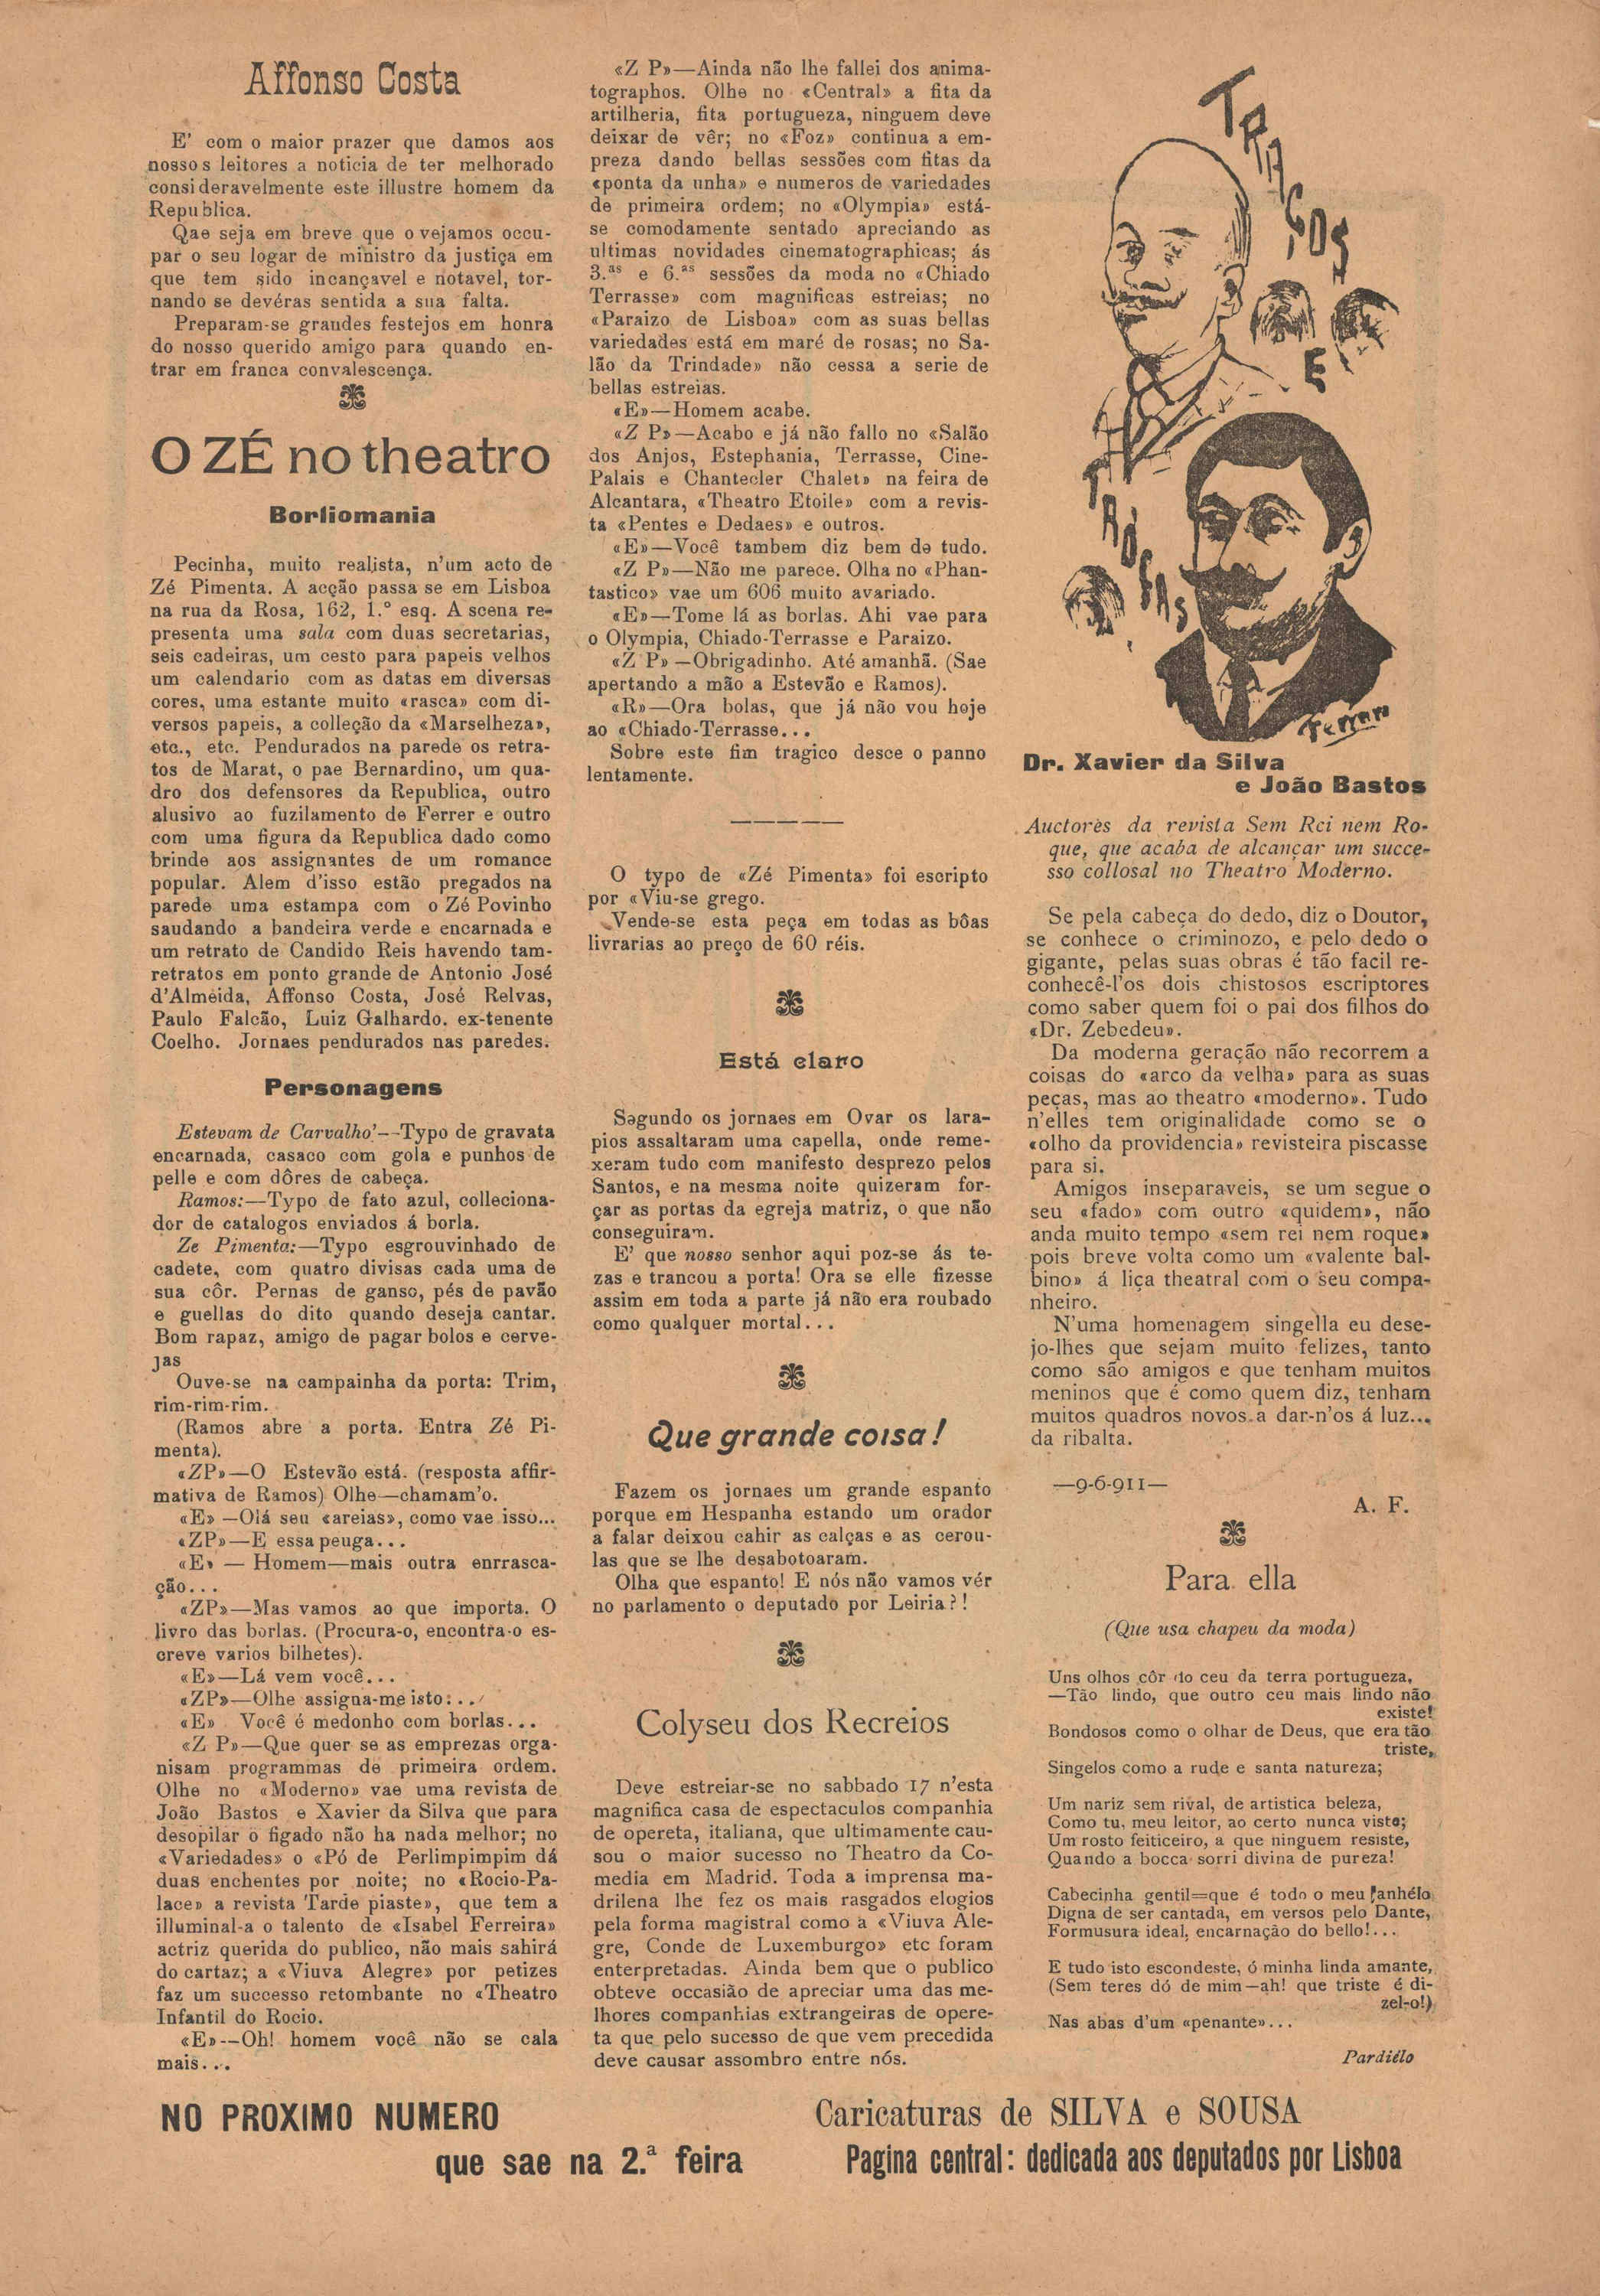 Affonso Costa
E' com o maior prazer que damos aos
nossos leitores a noticia de ter melhorado
consideravelmente este illustre homem da
Republica.
Qae seja em breve que o vejamos occu-
par o seu logar de ministro da justiça em
que tem sido incançavel e notavel, tor-
nando se devéras sentida a sua falta.
Preparam-se grandes festejos em honra
do nosso querido amigo para quando en-
trar em franca convalescença.
O ZÉ no theatro
Borliomania
Pecinha, muito realista, n'um acto de
Zé Pimenta. A acção passa se em Lisboa
na rua da Rosa, 162, 1.º esq. A scena re-
presenta uma sala com duas secretarias,
seis cadeiras, um cesto para papeis velhos
um calendario com as datas em diversas
cores, uma estante muito «rasca» com di-
versos papeis, a colleção da «Marselheza»,
etc., etc. Pendurados na parede os retra-
tos de Marat, o pae Bernardino, um qua-
dro dos defensores da Republica, outro
alusivo ao fuzilamento de Ferrer e outro
com uma figura da Republica dado como
brinde aos assignantes de um romance
popular. Alem d'isso estão pregados na
parede uma estampa com o Zé Povinho
saudando a bandeira verde e encarnada e
um retrato de Candido Reis havendo tam-
retratos em ponto grande de Antonio José
d'Almeida, Affonso Costa, José Relvas,
Paulo Falcão, Luiz Galhardo. ex-tenente
Coelho. Jornaes pendurados nas paredes.
Personagens
Estevam de Carvalho'--Typo de gravata
encarnada, casaco com gola e punhos de
pelle e com dôres de cabeça.
Ramos:—Typo de fato azul, colleciona-
dor de catalogos enviados á borla.
Ze Pimenta:—Typo esgrouvinhado de
cadete, com quatro divisas cada uma de
sua côr. Pernas de ganso, pés de pavão
e guellas do dito quando deseja cantar.
Bom rapaz, amigo de pagar bolos e cerve-
jas
Ouve-se na campainha da porta: Trim,
rim-rim-rim.
(Ramos abre a porta. Entra Zé Pi-
menta).
«ZP»—O Estevão está. (resposta affir-
mativa de Ramos) Olhe—chamam'o.
«E» —Olá seu «areias», como vae isso...
«ZP»—E essa peuga...
«E» — Homem—mais outra enrrasca-
ção...
«ZP»—Mas vamos ao que importa. O
livro das borlas. (Procura-o, encontra-o es-
creve varios bilhetes).
«E»—Lá vem você...
«ZP»—Olhe assigna-me isto:..
«E» Você é medonho com borlas...
«Z P»—Que quer se as emprezas orga-
nisam programmas de primeira ordem.
Olhe no «Moderno» vae uma revista de
João Bastos e Xavier da Silva que para
desopilar o figado não ha nada melhor; no
«Variedades» o «Pó de Perlimpimpim dá
duas enchentes por noite; no «Rocio-Pa-
lace» a revista Tarde piaste», que tem a
illuminal-a o talento de «Isabel Ferreira»
actriz querida do publico, não mais sahirá
do cartaz; a «Viuva Alegre» por petizes
faz um successo retombante no «Theatro
Infantil do Rocio.
«E»--Oh! homem você não se cala
mais...
«Z P»—Ainda não lhe fallei dos anima-
tographos. Olhe no «Central» a fita da
artilheria, fita portugueza, ninguem deve
deixar de vêr; no «Foz» continua a em-
preza dando bellas sessões com fitas da
«ponta da unha» e numeros de variedades
de primeira ordem; no «Olympia» está-
se comodamente sentado apreciando as
ultimas novidades cinematographicas; ás
3.as e 6.as sessões da moda no «Chiado
Terrasse» com magnificas estreias; no
«Paraizo de Lisboa» com as suas bellas
variedades está em maré de rosas; no Sa-
lão da Trindade» não cessa a serie de
bellas estreias.
«E»—Homem acabe.
«Z P»—Acabo e já não fallo no «Salão
dos Anjos, Estephania, Terrasse, Cine-
Palais e Chantecler Chalet» na feira de
Alcantara, «Theatro Etoile» com a revis-
ta «Pentes e Dedaes» e outros.
«E»—Você tambem diz bem de tudo.
«Z P»—Não me parece. Olha no «Phan-
tastico» vae um 606 muito avariado.
«E»—Tome lá as borlas. Ahi vae para
o Olympia, Chiado-Terrasse e Paraizo.
«Z P» —Obrigadinho. Até amanhã. (Sae
apertando a mão a Estevão e Ramos).
«R»—Ora bolas, que já não vou hoje
ao «Chiado-Terrasse...
Sobre este fim tragico desce o panno
lentamente.
O typo de «Zé Pimenta» foi escripto
por «Viu-se grego.
Vende-se esta peça em todas as bôas
livrarias ao preço de 60 réis.
Está claro
Segundo os jornaes em Ovar os lara-
pios assaltaram uma capella, onde reme-
xeram tudo com manifesto desprezo pelos
Santos, e na mesma noite quizeram for-
çar as portas da egreja matriz, o que não
conseguiram.
E' que nosso senhor aqui poz-se ás te-
zas e trancou a porta! Ora se elle fizesse
assim em toda a parte já não era roubado
como qualquer mortal...
Que grande coisa!
Fazem os jornaes um grande espanto
porque em Hespanha estando um orador
a falar deixou cahir as calças e as cerou-
las que se lhe desabotoaram.
Olha que espanto! E nós não vamos vér
no parlamento o deputado por Leiria?!
Colyseu dos Recreios
Deve estreiar-se no sabbado 17 n'esta
magnifica casa de espectaculos companhia
de opereta, italiana, que ultimamente cau-
sou o maior sucesso no Theatro da Co-
media em Madrid. Toda a imprensa ma-
drilena lhe fez os mais rasgados elogios
pela forma magistral como a «Viuva Ale-
gre, Conde de Luxemburgo» etc foram
enterpretadas. Ainda bem que o publico
obteve occasião de apreciar uma das me-
lhores companhias extrangeiras de opere-
ta que pelo sucesso de que vem precedida
deve causar assombro entre nós.
TRAÇOS
E
TRAÇAS
Ferrer
Dr. Xavier da Silva
e João Bastos
Auctores da revista Sem Rei nem Ro-
que, que acaba de alcançar um succe-
sso collosal no Theatro Moderno.
Se pela cabeça do dedo, diz o Doutor,
se conhece o criminozo, e pelo dedo o
gigante, pelas suas obras é tão facil re-
conhecê-l'os dois chistosos escriptores
como saber quem foi o pai dos filhos do
«Dr. Zebedeu».
Da moderna geração não recorrem a
coisas do «arco da velha» para as suas
peças, mas ao theatro «moderno». Tudo
n'elles tem originalidade como se o
«olho da providencia» revisteira piscasse
para si.
Amigos inseparaveis, se um segue o
seu «fado» com outro «quidem», não
anda muito tempo «sem rei nem roque»
pois breve volta como um «valente bal-
bino» á liça theatral com o seu compa-
nheiro.
N'uma homenagem singella eu dese-
jo-lhes que sejam muito felizes, tanto
como são amigos e que tenham muitos
meninos que é como quem diz, tenham
muitos quadros novos a dar-n'os á luz...
da ribalta.
—9-6-911—
A. F.
Para ella
(Que usa chapeu da moda)
Uns olhos côr do ceu da terra portugueza,
—Tão lindo, que outro ceu mais lindo não
existe!
Bondosos como o olhar de Deus, que era tão
triste,
Singelos como a rude e santa natureza;
Um nariz sem rival, de artistica beleza,
Como tu, meu leitor, ao certo nunca viste;
Um rosto feiticeiro, a que ninguem resiste,
Quando a bocca sorri divina de pureza!
Cabecinha gentil=que é todo o meu anhélo
Digna de ser cantada, em versos pelo Dante,
Formusura ideal, encarnação do bello!...
E tudo isto escondeste, ó minha linda amante,
(Sem teres dó de mim—ah! que triste é di-
zel-o!)
Nas abas d'um «penante»...
Pardiélo
NO PROXIMO NUMERO
que sae na 2.ª feira
Caricaturas de SILVA e SOUSA
Pagina central: dedicada aos deputados por Lisboa